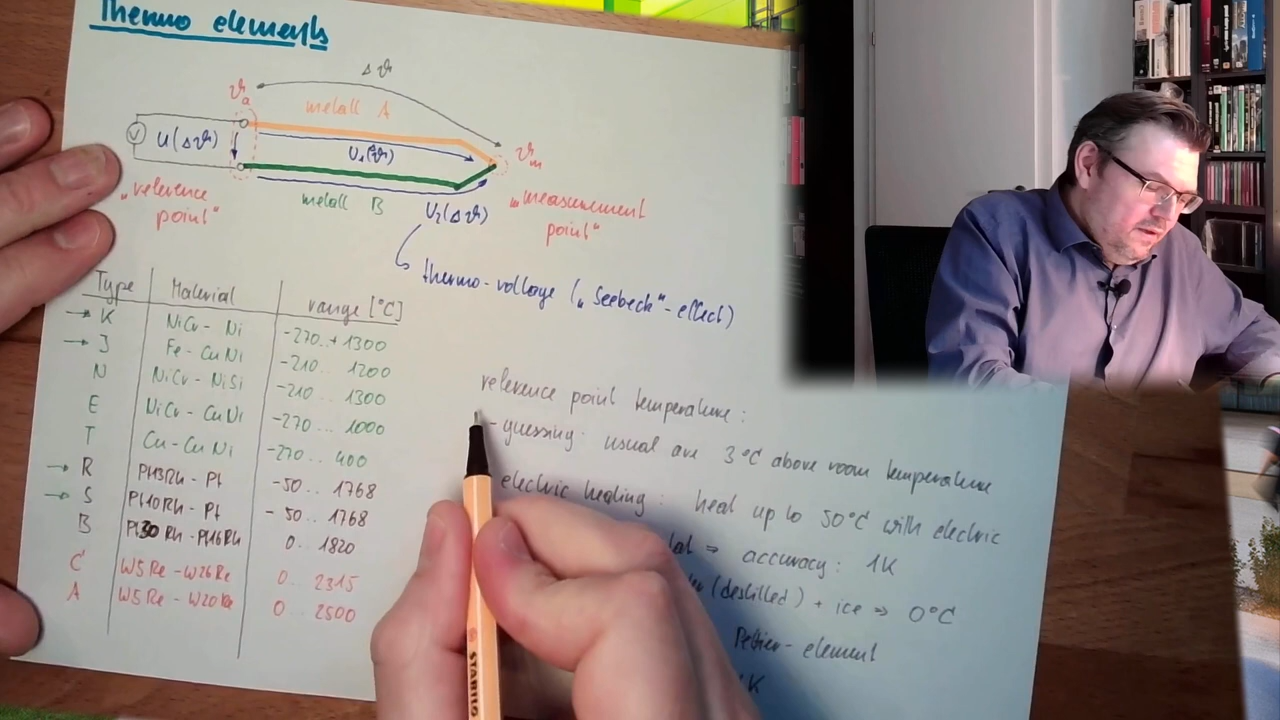 Thermo elements
Δϑ
ϑa
metall A
V
U(Δϑ)
U1(ϑ)
ϑm
"reference
point"
metall B
U2(Δϑ)
"measurement
point"
thermo-voltage ("Seebeck"-effect)
Type Material range [°C]
→ K NiCr - Ni -270..+1300
→ J Fe - CuNi -210... 1200
N NiCr - NiSi -210... 1300
E NiCr - CuNi -270... 1000
T Cu - CuNi -270... 400
→ R Pt13Rh - Pt -50... 1768
→ S Pt10Rh - Pt -50... 1768
B Pt30Rh - Pt6Rh 0... 1820
C W5Re - W26Re 0.. 2315
A W5Re - W20Re 0... 2500
reference point temperature:
- guessing: usual are 3°C above room temperature
electric heating: heat up to 50°C with electric
⇒ accuracy: 1K
(destilled) + ice ⇒ 0°C
Peltier-element
K
STABILO